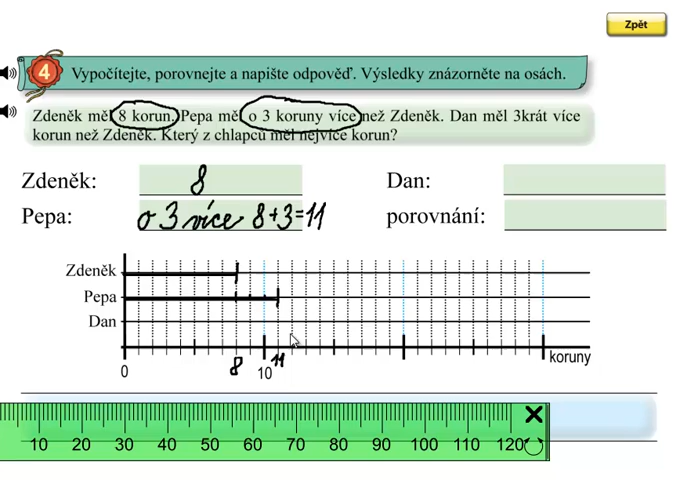 Zpět
4 Vypočítejte, porovnejte a napište odpověď. Výsledky znázorněte na osách.
Zdeněk měl 8 korun. Pepa měl o 3 koruny více než Zdeněk. Dan měl 3krát více
korun než Zdeněk. Který z chlapců měl nejvíce korun?
Zdeněk: 8 Dan:
Pepa: o 3 více 8+3=11 porovnání:
Zdeněk
Pepa
Dan
koruny
0 8 10 11
10 20 30 40 50 60 70 80 90 100 110 120